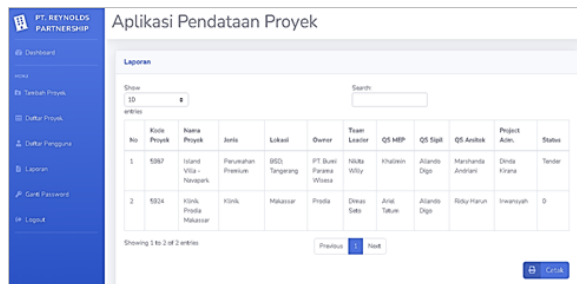 PT. REYNOLDS
PARTNERSHIP
Aplikasi Pendataan Proyek
Dashboard
MENU
Tambah Proyek
Daftar Proyek
Daftar Pengguna
Laporan
Ganti Password
Logout
Laporan
Show
10
entries
Search:
No Kode Proyek Nama Proyek Jenis Lokasi Owner Team Leader QS MEP QS Sipil QS Arsitek Project Adm. Status
1 Island Villa - Navapark Perumahan Premium BSD, Tangerang PT. Bumi Parama Wisesa Nikita Willy Khalimin Aliando Digo Marshanda Andriani Dinda Kirana Tender
2 5924 Klinik Prodia Makassar Klinik Makassar Prodia Dimas Seto Ariel Tatum Aliando Digo Ricky Harun Irwansyah 0
Showing 1 to 2 of 2 entries
Previous 1 Next
Cetak